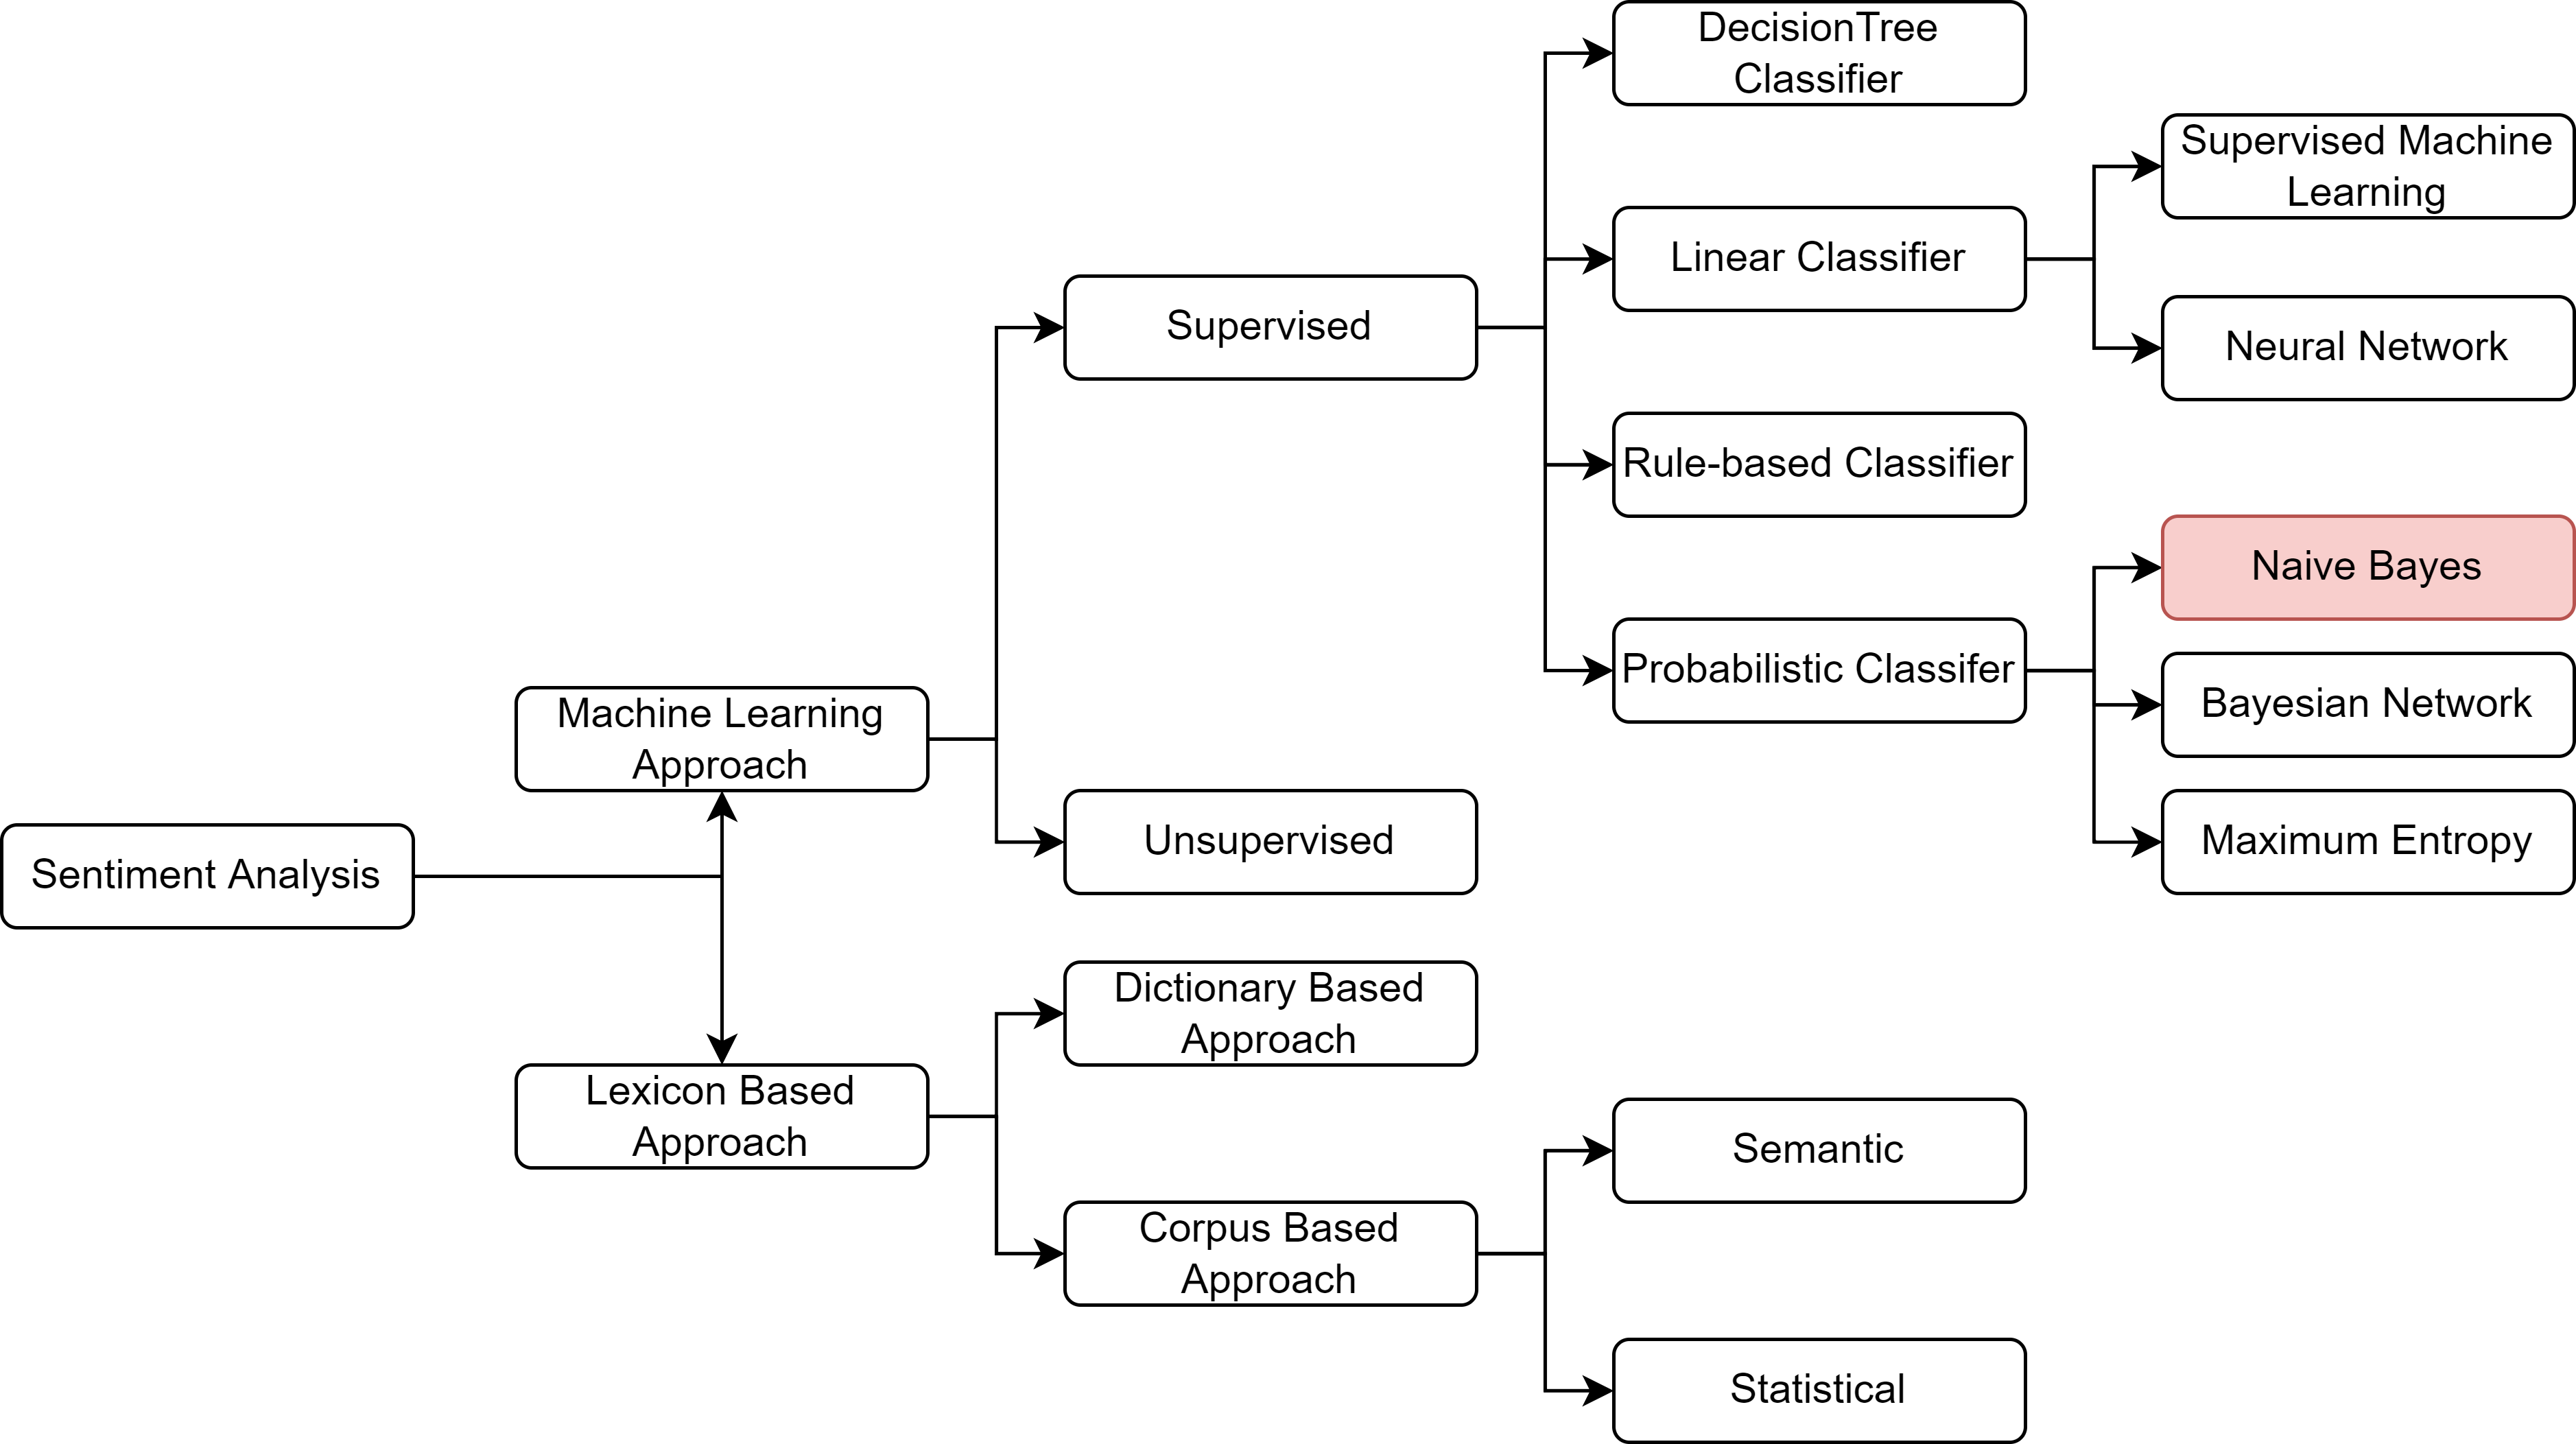 DecisionTree
Classifier
Supervised Machine
Learning
Linear Classifier
Supervised
Neural Network
Rule-based Classifier
Naive Bayes
Probabilistic Classifer
Bayesian Network
Machine Learning
Approach
Unsupervised
Maximum Entropy
Sentiment Analysis
Dictionary Based
Approach
Lexicon Based
Approach
Semantic
Corpus Based
Approach
Statistical